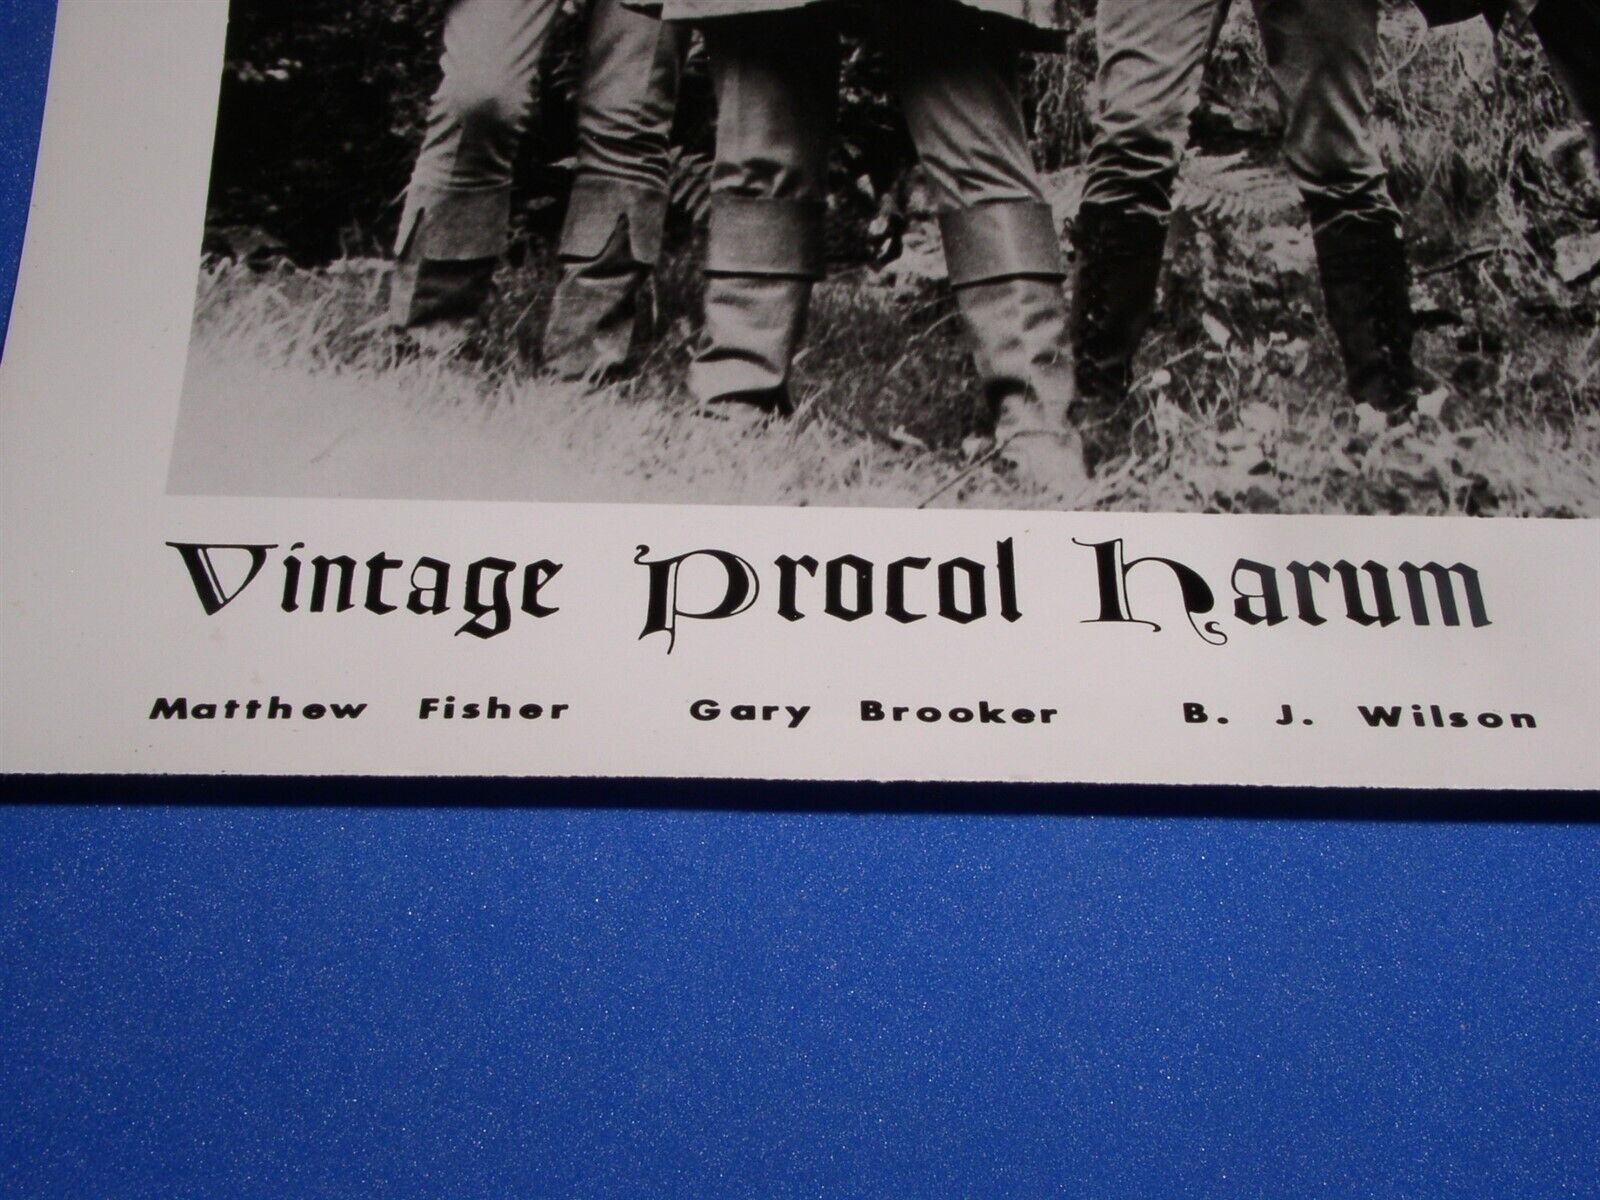 Vintage Procol Harum
Matthew Fisher Gary Brooker B. J. Wilson